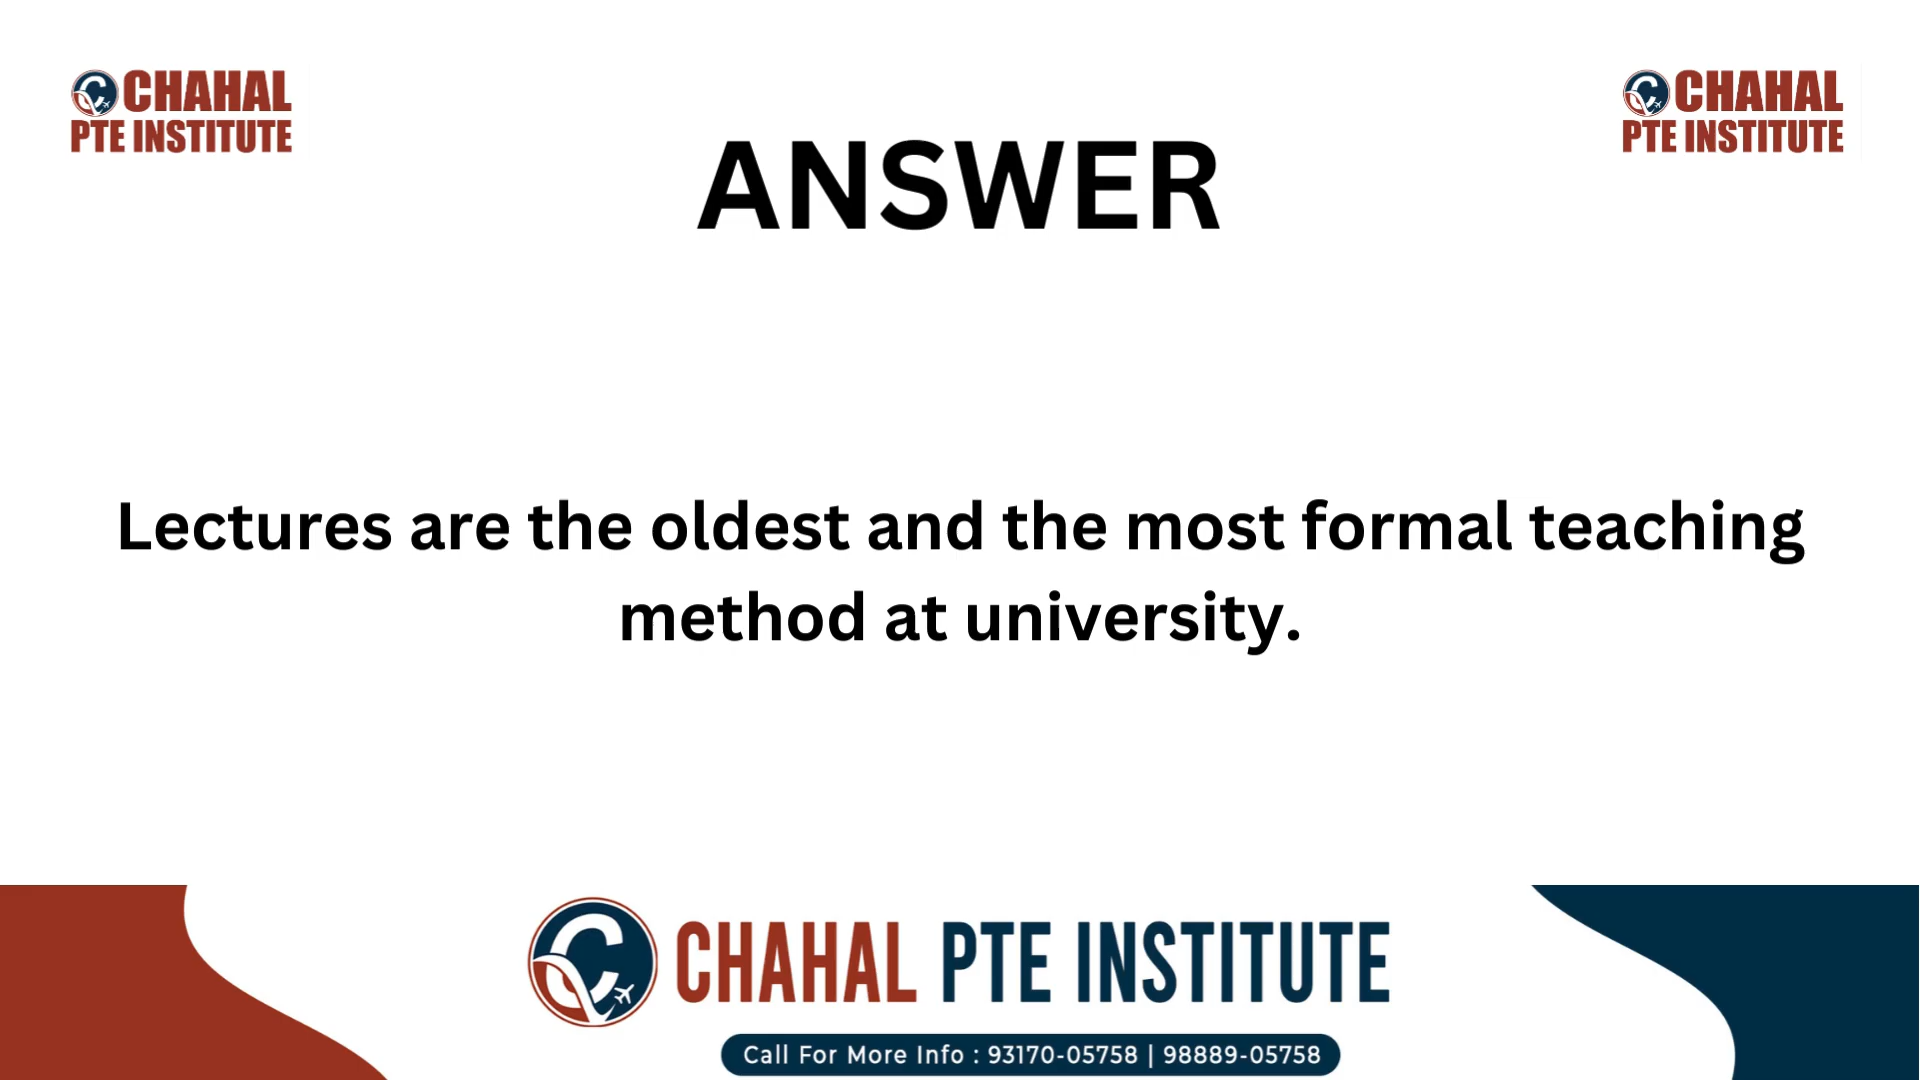 CHAHAL
PTE INSTITUTE
CHAHAL
PTE INSTITUTE
ANSWER
Lectures are the oldest and the most formal teaching
method at university.
CHAHAL PTE INSTITUTE
Call For More Info : 93170-05758 | 98889-05758